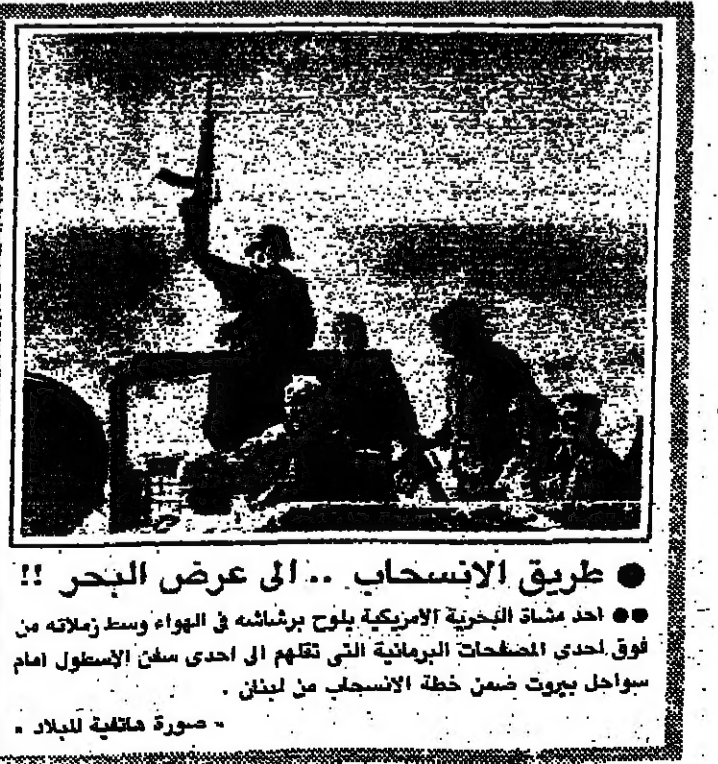 ● طريق الانسحاب .. الى عرض البحر !!
●● احد مشاة البحرية الامريكية يلوح برشاشه في الهواء وسط زملائه من
فوق احدى المصفحات البرمائية التى تقلهم الى احدى سفن الاسطول امام
سواحل بيروت ضمن خطة الانسحاب من لبنان .
" صورة هاتفية للبلاد "